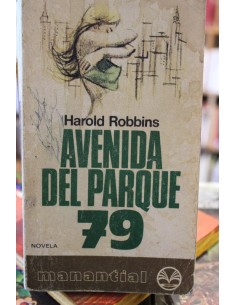 Harold Robbins
AVENIDA
DEL PARQUE
79
NOVELA
manantial